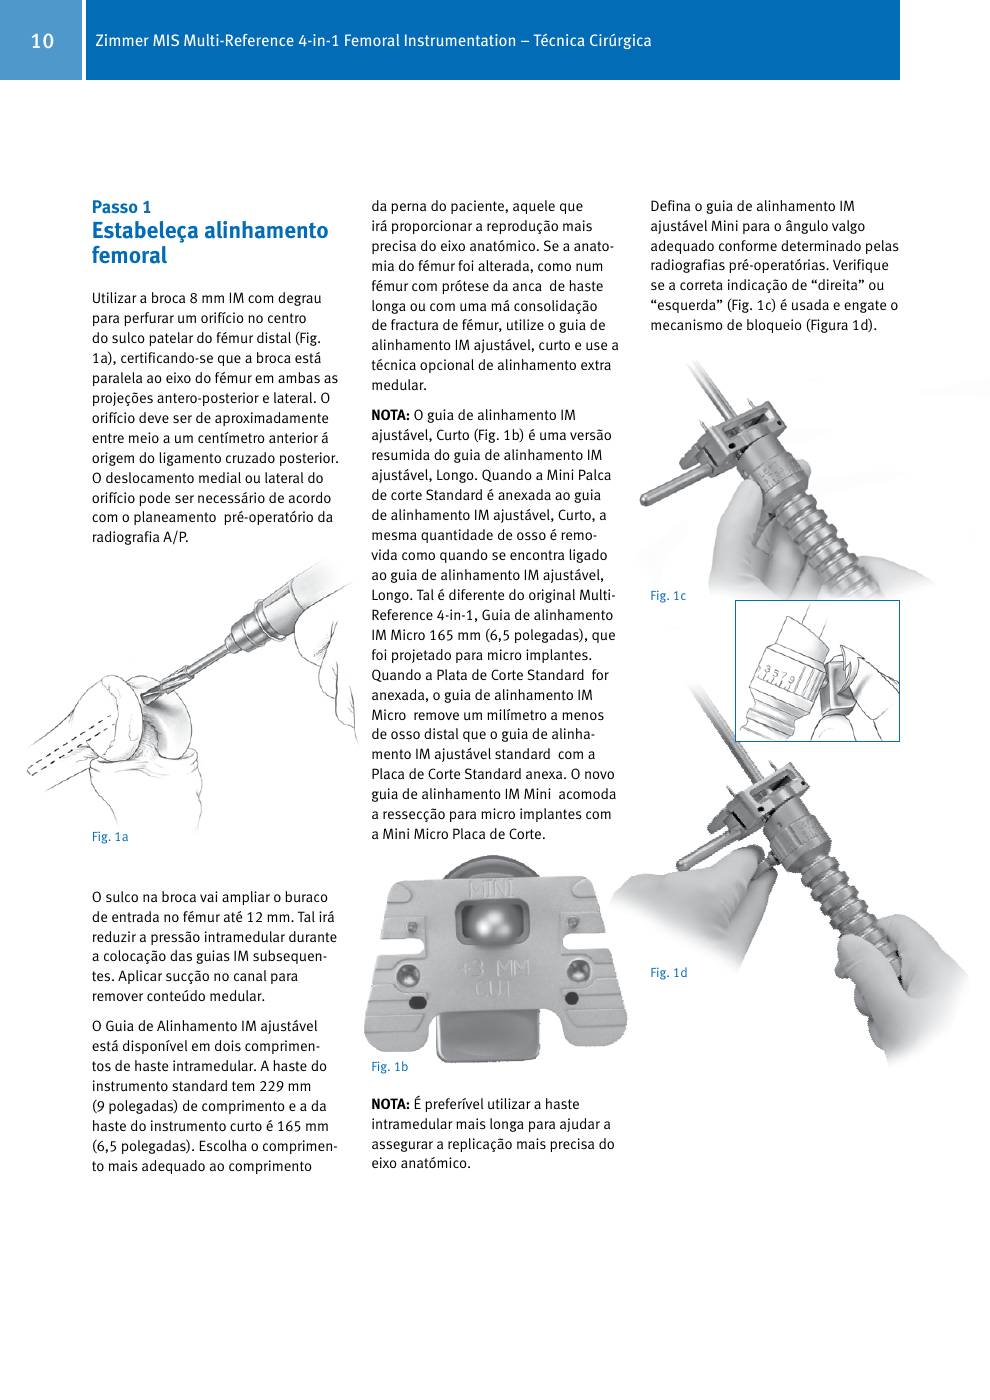 10
Zimmer MIS Multi-Reference 4-in-1 Femoral Instrumentation – Técnica Cirúrgica
Passo 1
Estabeleça alinhamento
femoral
Utilizar a broca 8 mm IM com degrau
para perfurar um orifício no centro
do sulco patelar do fémur distal (Fig.
1a), certificando-se que a broca está
paralela ao eixo do fémur em ambas as
projeções antero-posterior e lateral. O
orifício deve ser de aproximadamente
entre meio a um centímetro anterior á
origem do ligamento cruzado posterior.
O deslocamento medial ou lateral do
orifício pode ser necessário de acordo
com o planeamento pré-operatório da
radiografia A/P.
Fig. 1a
O sulco na broca vai ampliar o buraco
de entrada no fémur até 12 mm. Tal irá
reduzir a pressão intramedular durante
a colocação das guias IM subsequen-
tes. Aplicar sucção no canal para
remover conteúdo medular.
O Guia de Alinhamento IM ajustável
está disponível em dois comprimen-
tos de haste intramedular. A haste do
instrumento standard tem 229 mm
(9 polegadas) de comprimento e a da
haste do instrumento curto é 165 mm
(6,5 polegadas). Escolha o comprimen-
to mais adequado ao comprimento
da perna do paciente, aquele que
irá proporcionar a reprodução mais
precisa do eixo anatómico. Se a anato-
mia do fémur foi alterada, como num
fémur com prótese da anca de haste
longa ou com uma má consolidação
de fractura de fémur, utilize o guia de
alinhamento IM ajustável, curto e use a
técnica opcional de alinhamento extra
medular.
NOTA: O guia de alinhamento IM
ajustável, Curto (Fig. 1b) é uma versão
resumida do guia de alinhamento IM
ajustável, Longo. Quando a Mini Palca
de corte Standard é anexada ao guia
de alinhamento IM ajustável, Curto, a
mesma quantidade de osso é remo-
vida como quando se encontra ligado
ao guia de alinhamento IM ajustável,
Longo. Tal é diferente do original Multi-
Reference 4-in-1, Guia de alinhamento
IM Micro 165 mm (6,5 polegadas), que
foi projetado para micro implantes.
Quando a Plata de Corte Standard for
anexada, o guia de alinhamento IM
Micro remove um milímetro a menos
de osso distal que o guia de alinha-
mento IM ajustável standard com a
Placa de Corte Standard anexa. O novo
guia de alinhamento IM Mini acomoda
a ressecção para micro implantes com
a Mini Micro Placa de Corte.
MINI
+3 MM
CUT
Fig. 1b
NOTA: É preferível utilizar a haste
intramedular mais longa para ajudar a
assegurar a replicação mais precisa do
eixo anatómico.
Defina o guia de alinhamento IM
ajustável Mini para o ângulo valgo
adequado conforme determinado pelas
radiografias pré-operatórias. Verifique
se a correta indicação de “direita” ou
“esquerda” (Fig. 1c) é usada e engate o
mecanismo de bloqueio (Figura 1d).
Fig. 1c
3 5 7 9
Fig. 1d